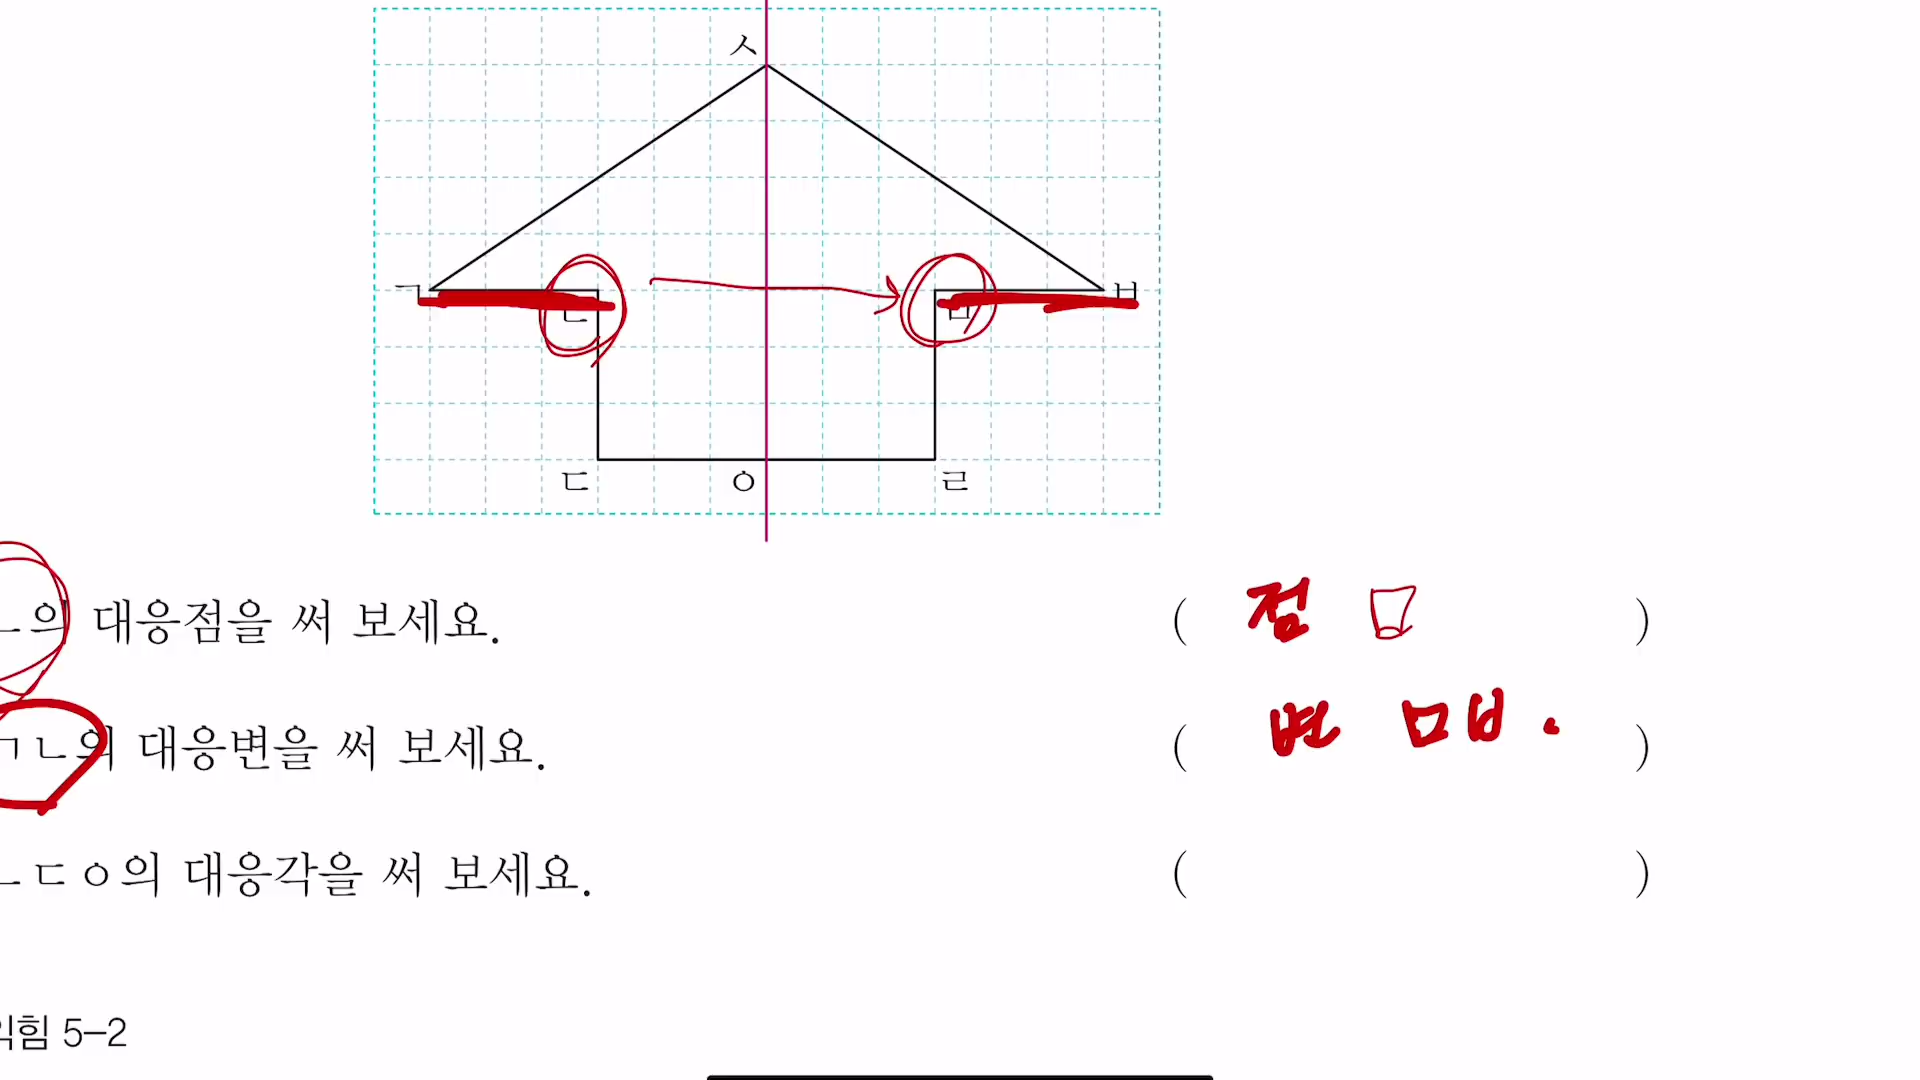 ㅅ
ㄱ ㅂ
ㄴ ㅁ
ㄷ ㅇ ㄹ
ㄴ의 대응점을 써 보세요. ( 점 ㅁ )
ㄱㄴ의 대응변을 써 보세요. ( 변 ㅁㅂ. )
ㄴㄷㅇ의 대응각을 써 보세요. ( )
익힘 5-2